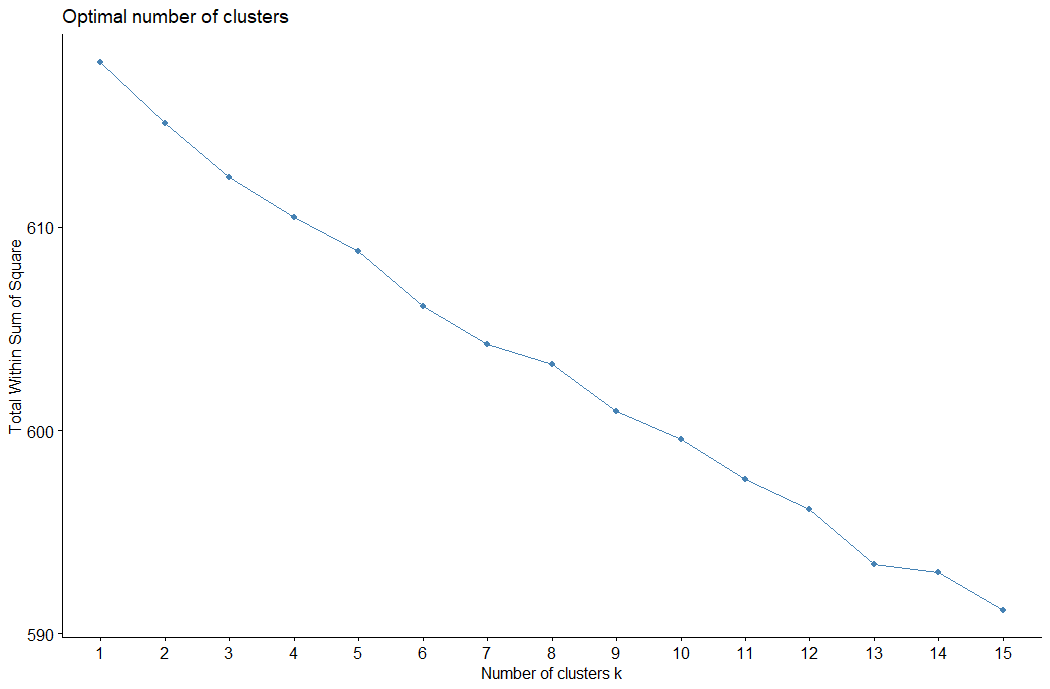 Optimal number of clusters
Total Within Sum of Square
610
600
590
1 2 3 4 5 6 7 8 9 10 11 12 13 14 15
Number of clusters k